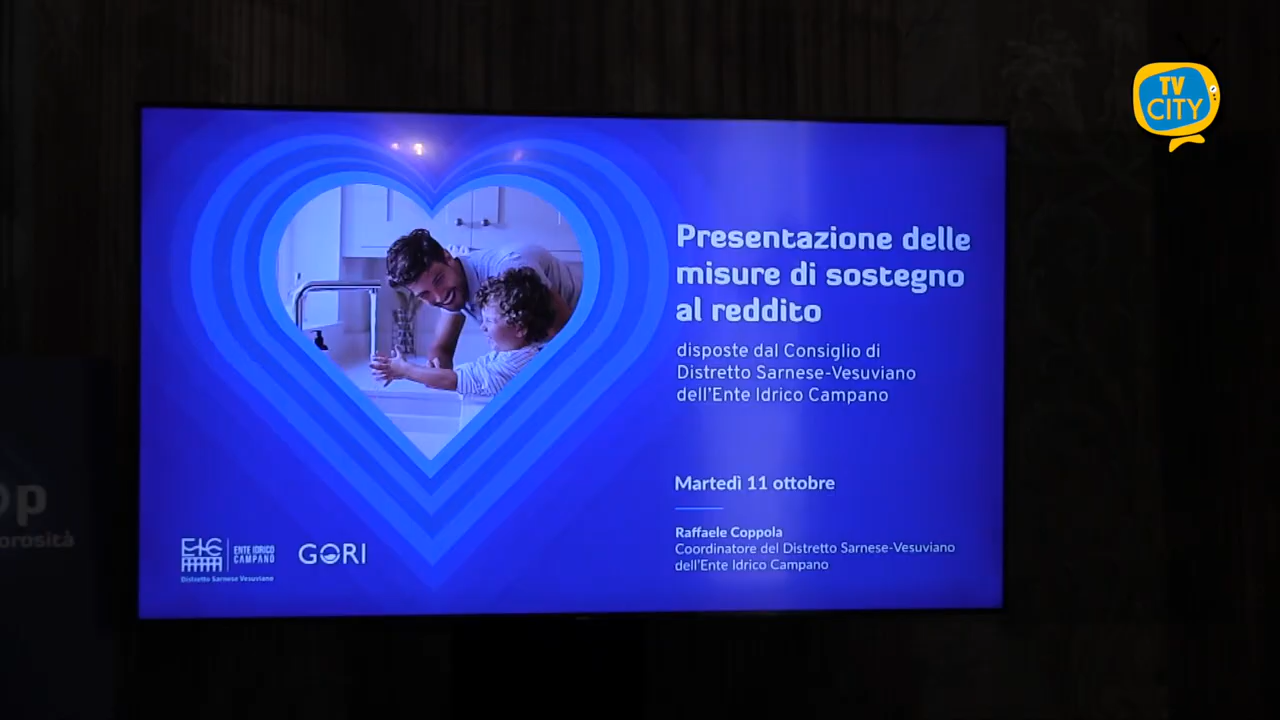 TV
CITY
Presentazione delle
misure di sostegno
al reddito
disposte dal Consiglio di
Distretto Sarnese-Vesuviano
dell'Ente Idrico Campano
Martedì 11 ottobre
Raffaele Coppola
Coordinatore del Distretto Sarnese-Vesuviano
dell'Ente Idrico Campano
EIC
ENTE IDRICO
CAMPANO
Distretto Sarnese Vesuviano
GORI